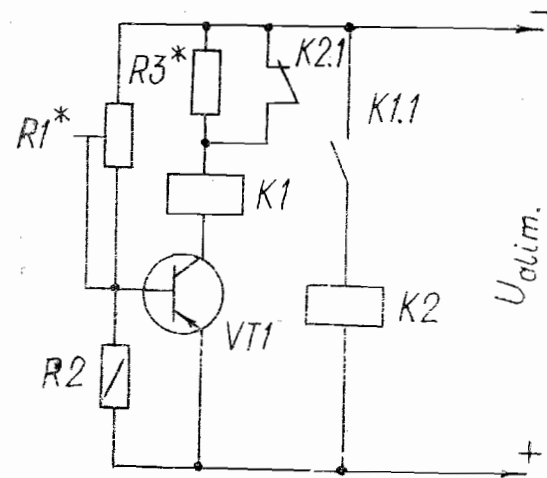 −
R3*
K2.1
R1*
K1.1
K1
Ualim.
K2
VT1
R2
+